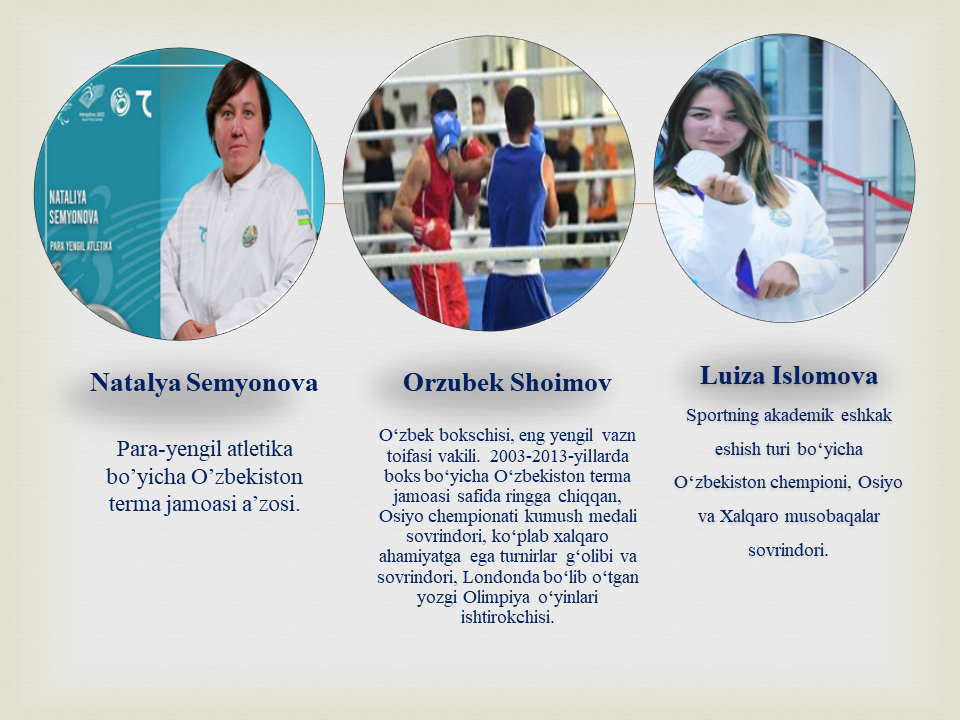 NATALIYA
SEMYONOVA
PARA YENGIL ATLETIKA
Natalya Semyonova
Para-yengil atletika
bo’yicha O’zbekiston
terma jamoasi a’zosi.
Orzubek Shoimov
O‘zbek bokschisi, eng yengil vazn
toifasi vakili. 2003-2013-yillarda
boks bo‘yicha O‘zbekiston terma
jamoasi safida ringga chiqqan,
Osiyo chempionati kumush medali
sovrindori, ko‘plab xalqaro
ahamiyatga ega turnirlar g‘olibi va
sovrindori, Londonda bo‘lib o‘tgan
yozgi Olimpiya o‘yinlari
ishtirokchisi.
Luiza Islomova
Sportning akademik eshkak
eshish turi bo‘yicha
O‘zbekiston chempioni, Osiyo
va Xalqaro musobaqalar
sovrindori.